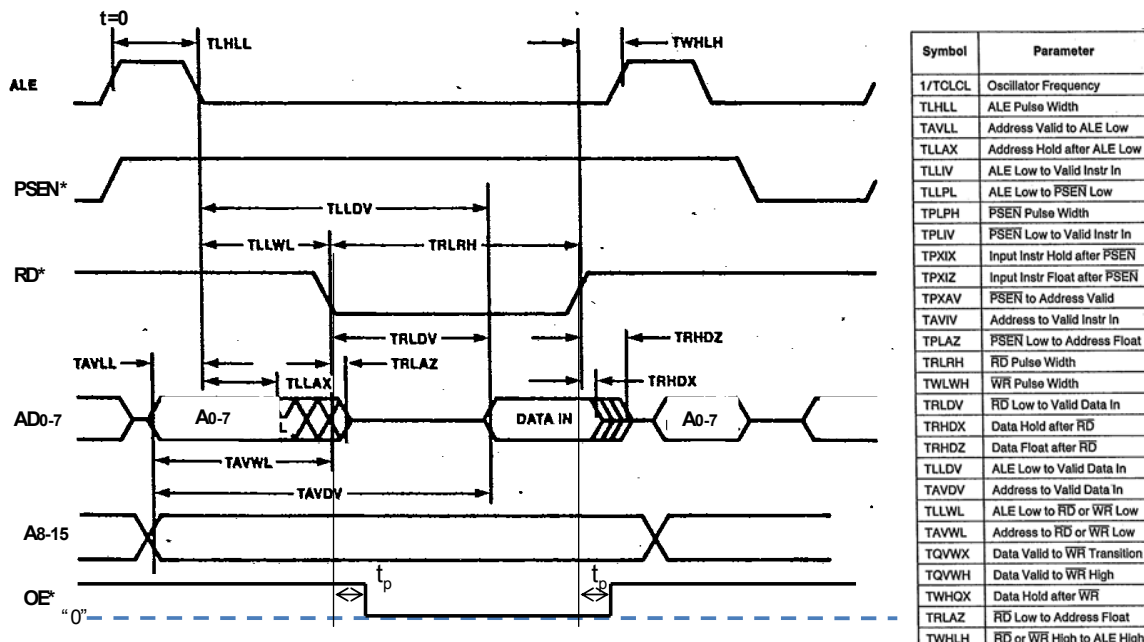 t=0
TLHLL
TWHLH
ALE
PSEN*
TLLDV
TLLWL
TRLRH
RD*
TRLDV
TRHDZ
TAVLL
TRLAZ
TLLAX
TRHDX
AD0-7
A0-7
DATA IN
A0-7
TAVWL
TAVDV
A8-15
tp
tp
OE*
“0”
Symbol Parameter
1/TCLCL Oscillator Frequency
TLHLL ALE Pulse Width
TAVLL Address Valid to ALE Low
TLLAX Address Hold after ALE Low
TLLIV ALE Low to Valid Instr In
TLLPL ALE Low to PSEN Low
TPLPH PSEN Pulse Width
TPLIV PSEN Low to Valid Instr In
TPXIX Input Instr Hold after PSEN
TPXIZ Input Instr Float after PSEN
TPXAV PSEN to Address Valid
TAVIV Address to Valid Instr In
TPLAZ PSEN Low to Address Float
TRLRH RD Pulse Width
TWLWH WR Pulse Width
TRLDV RD Low to Valid Data In
TRHDX Data Hold after RD
TRHDZ Data Float after RD
TLLDV ALE Low to Valid Data In
TAVDV Address to Valid Data In
TLLWL ALE Low to RD or WR Low
TAVWL Address to RD or WR Low
TQVWX Data Valid to WR Transition
TQVWH Data Valid to WR High
TWHQX Data Hold after WR
TRLAZ RD Low to Address Float
TWHLH RD or WR High to ALE High